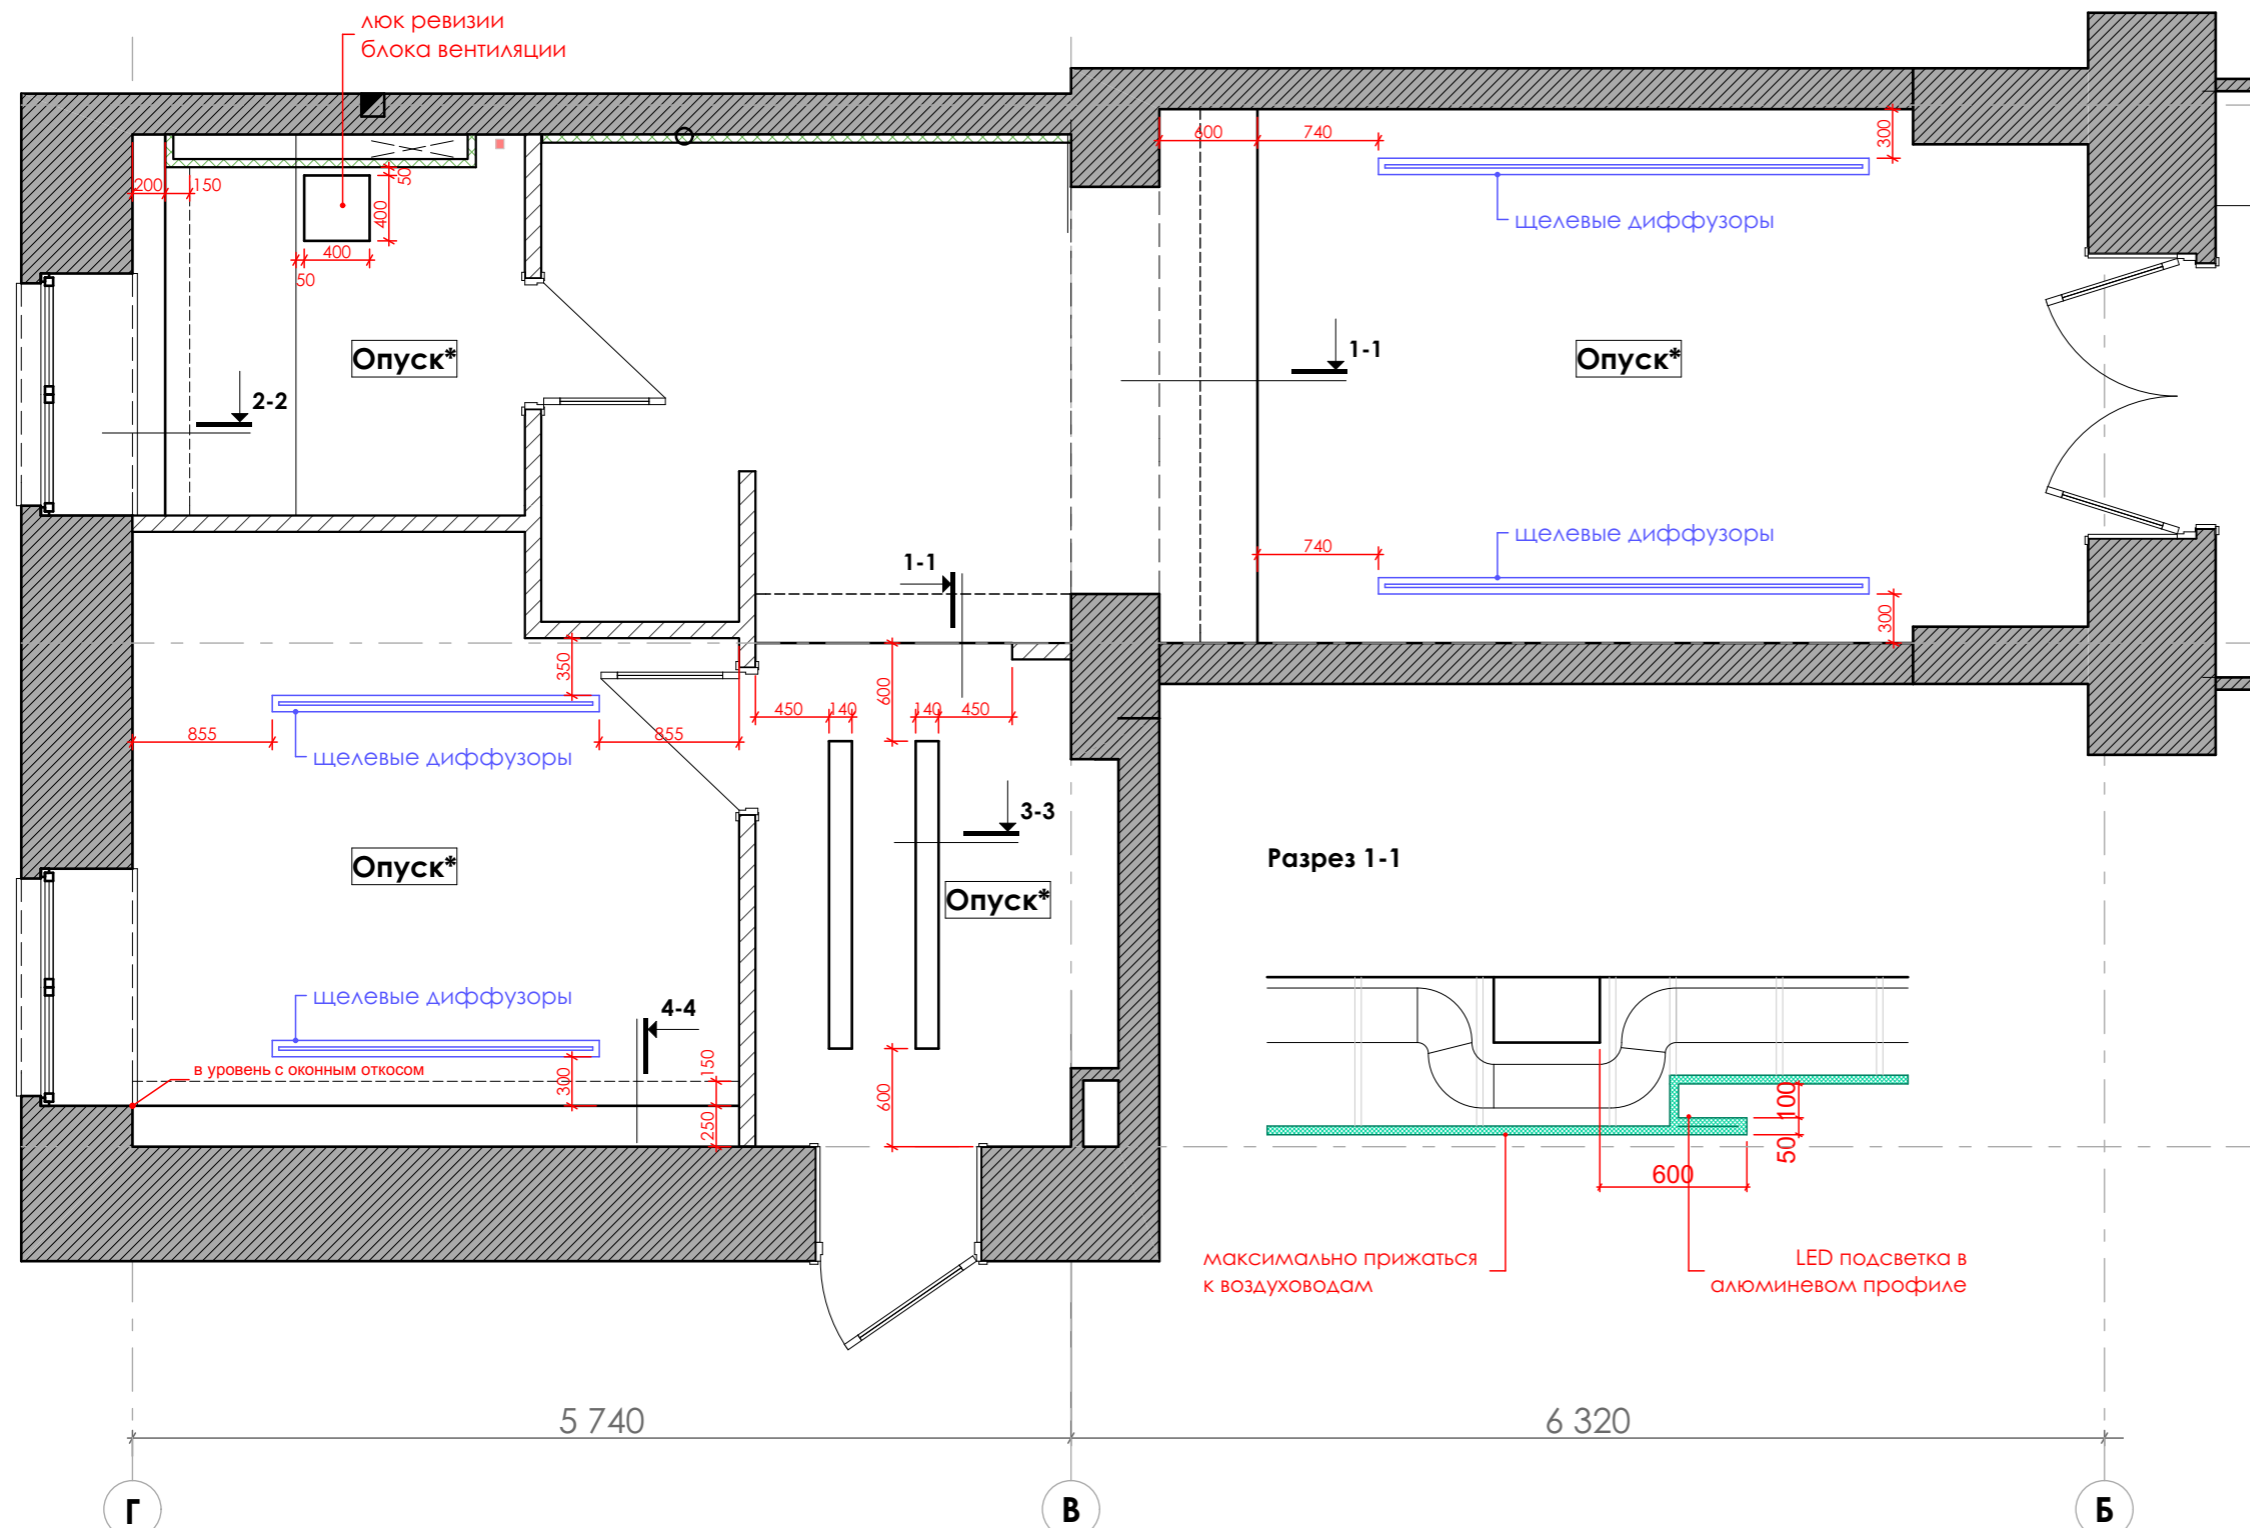 люк ревизии
блока вентиляции
600
740
300
200
150
50
400
400
50
щелевые диффузоры
Опуск*
1-1
Опуск*
2-2
щелевые диффузоры
740
300
1-1
350
600
450
140
140
450
855
855
щелевые диффузоры
3-3
Опуск*
Опуск*
Разрез 1-1
щелевые диффузоры
4-4
в уровень с оконным откосом
300
150
250
600
100
50
600
максимально прижаться
к воздуховодам
LED подсветка в
алюминевом профиле
5 740
6 320
Г
В
Б